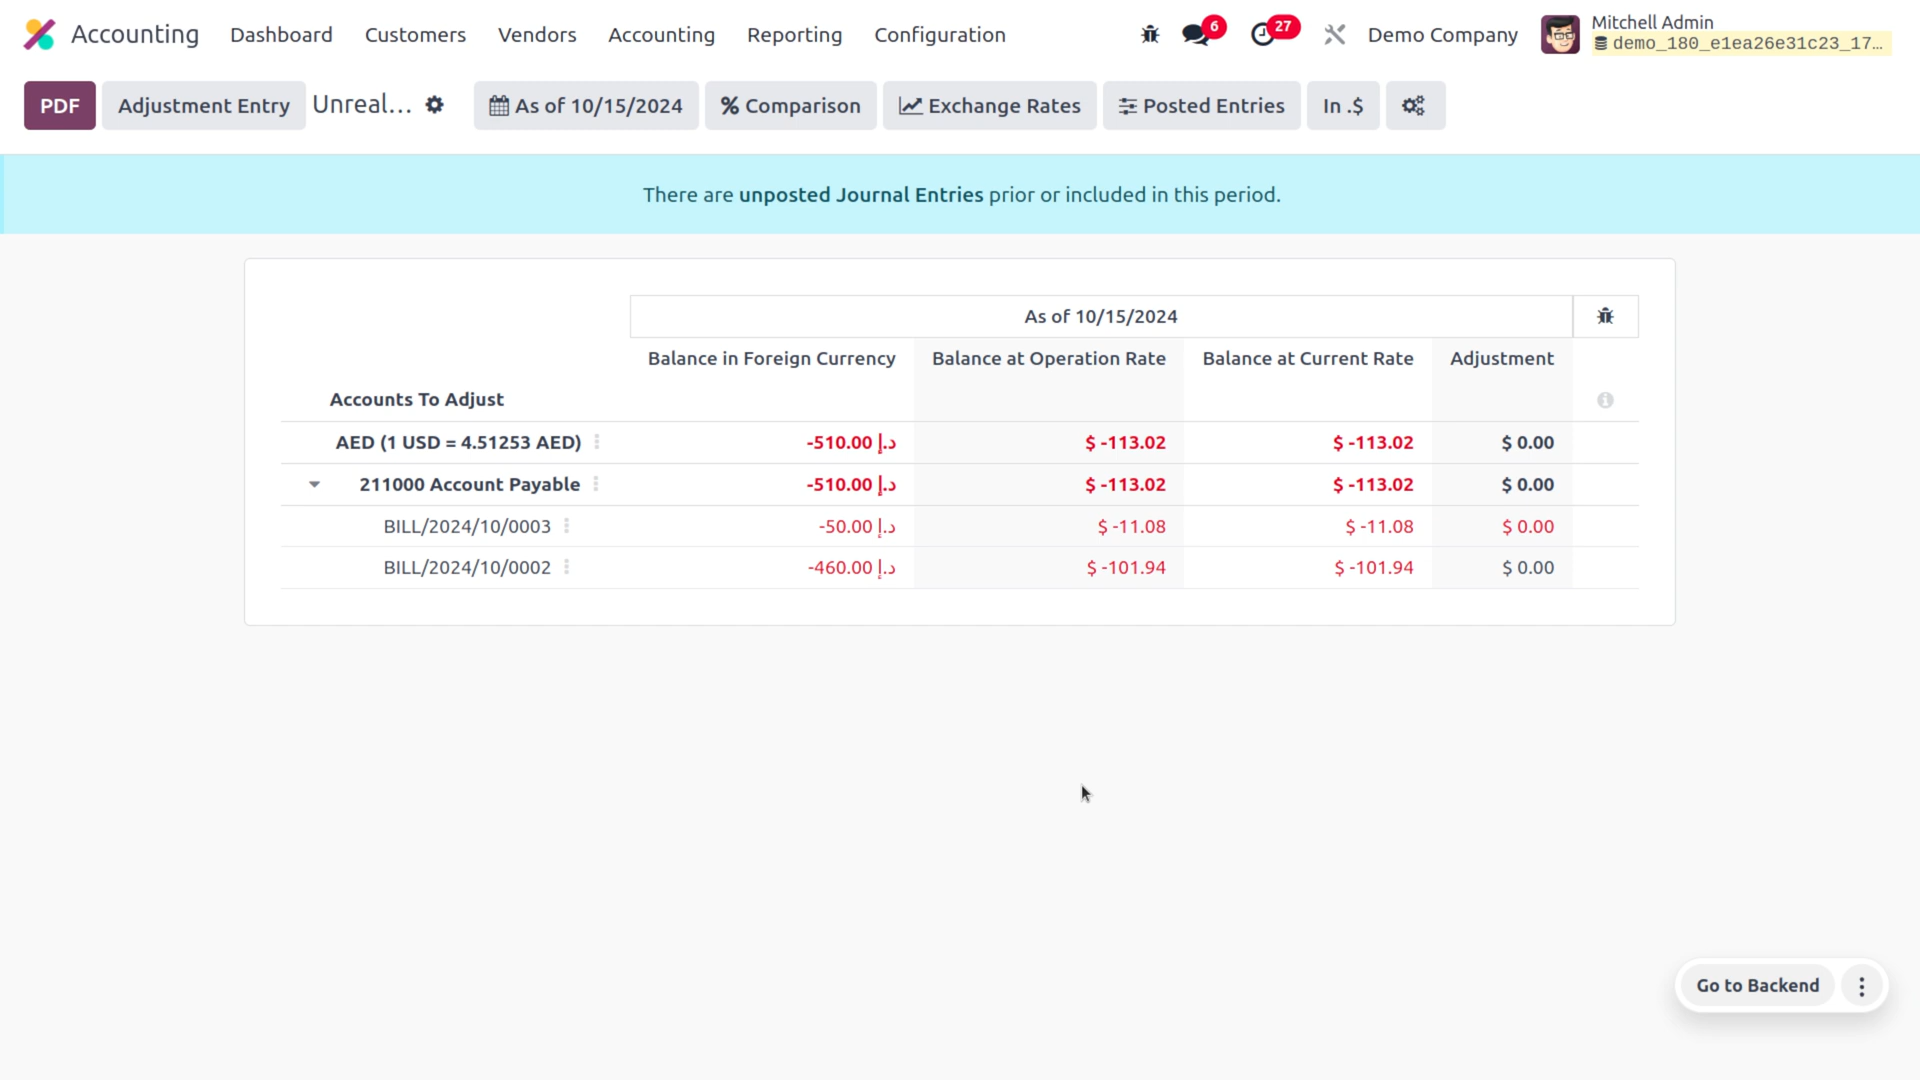 Accounting Dashboard Customers Vendors Accounting Reporting Configuration 6 27 Demo Company Mitchell Admin
demo_180_e1ea26e31c23_17...
PDF Adjustment Entry Unreal... As of 10/15/2024 % Comparison Exchange Rates Posted Entries In .$
There are unposted Journal Entries prior or included in this period.
As of 10/15/2024
Balance in Foreign Currency Balance at Operation Rate Balance at Current Rate Adjustment
Accounts To Adjust
AED (1 USD = 4.51253 AED) -510.00 د.إ $ -113.02 $ -113.02 $ 0.00
211000 Account Payable -510.00 د.إ $ -113.02 $ -113.02 $ 0.00
BILL/2024/10/0003 -50.00 د.إ $ -11.08 $ -11.08 $ 0.00
BILL/2024/10/0002 -460.00 د.إ $ -101.94 $ -101.94 $ 0.00
Go to Backend